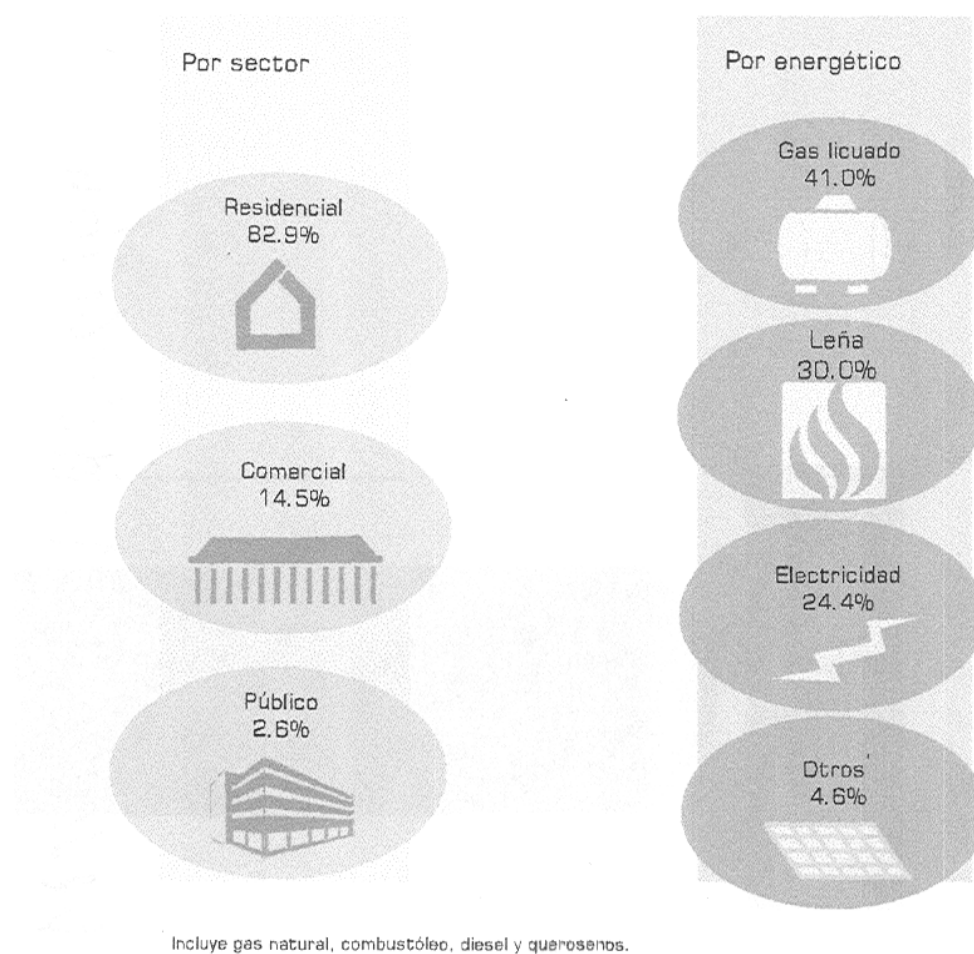 Por sector
Residencial
82.9%
Comercial
14.5%
Público
2.6%
Por energético
Gas licuado
41.0%
Leña
30.0%
Electricidad
24.4%
Otros'
4.6%
Incluye gas natural, combustóleo, diesel y querosenos.